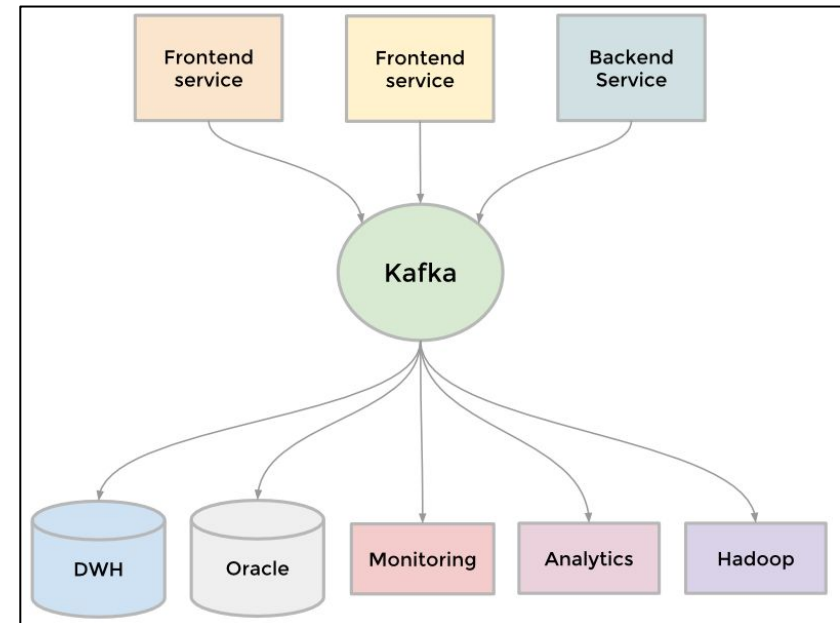 Frontend
service
Frontend
service
Backend
Service
Kafka
DWH
Oracle
Monitoring
Analytics
Hadoop